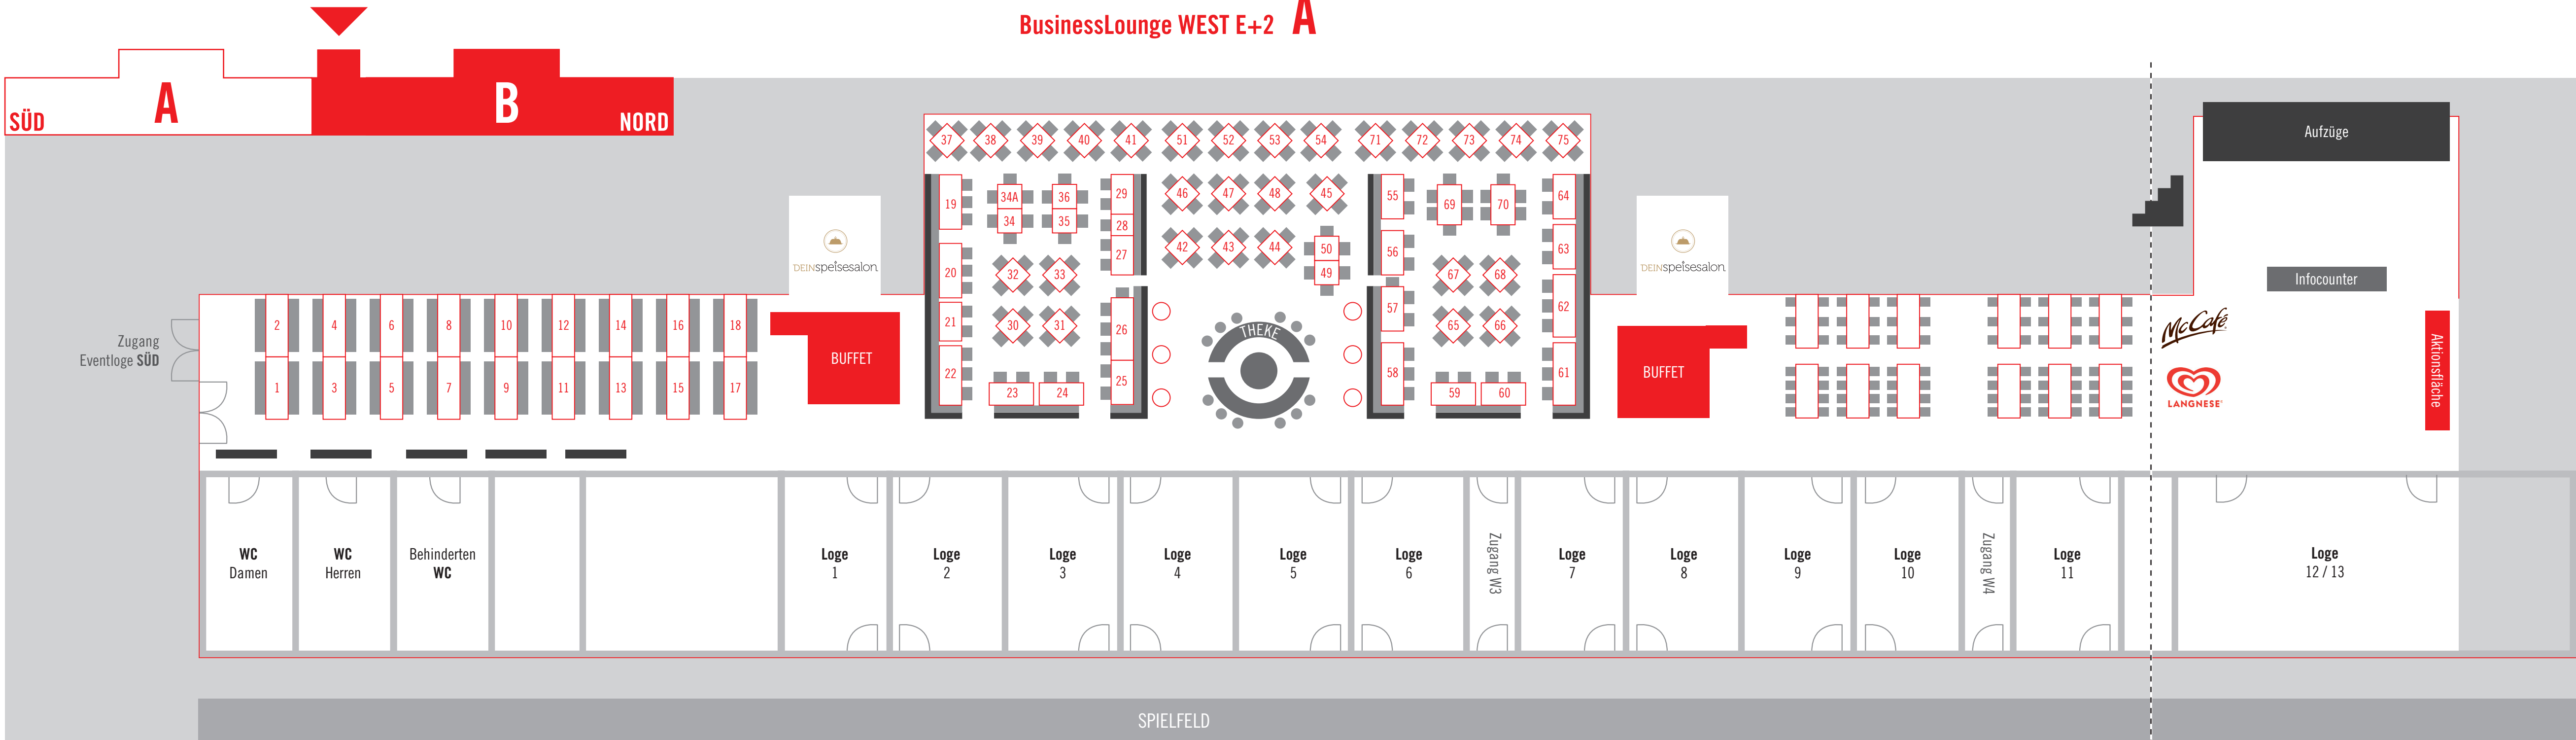 BusinessLounge WEST E+2 A
SÜD A B NORD
Aufzüge
37 38 39 40 41 51 52 53 54 71 72 73 74 75
19 34A 36 29 46 47 48 45 55 69 70 64
34 35 28
20 32 33 27 42 43 44 50 56 67 68 63
49
DEINspeisesalon
DEINspeisesalon
Infocounter
Zugang
Eventloge SÜD
2 4 6 8 10 12 14 16 18
1 3 5 7 9 11 13 15 17
BUFFET
21 30 31 26 THEKE 57 65 66 62
22 23 24 25 58 59 60 61
BUFFET
McCafé
LANGNESE
Aktionsfläche
WC
Damen
WC
Herren
Behinderten
WC
Loge
1
Loge
2
Loge
3
Loge
4
Loge
5
Loge
6
Zugang W3
Loge
7
Loge
8
Loge
9
Loge
10
Zugang W4
Loge
11
Loge
12 / 13
SPIELFELD